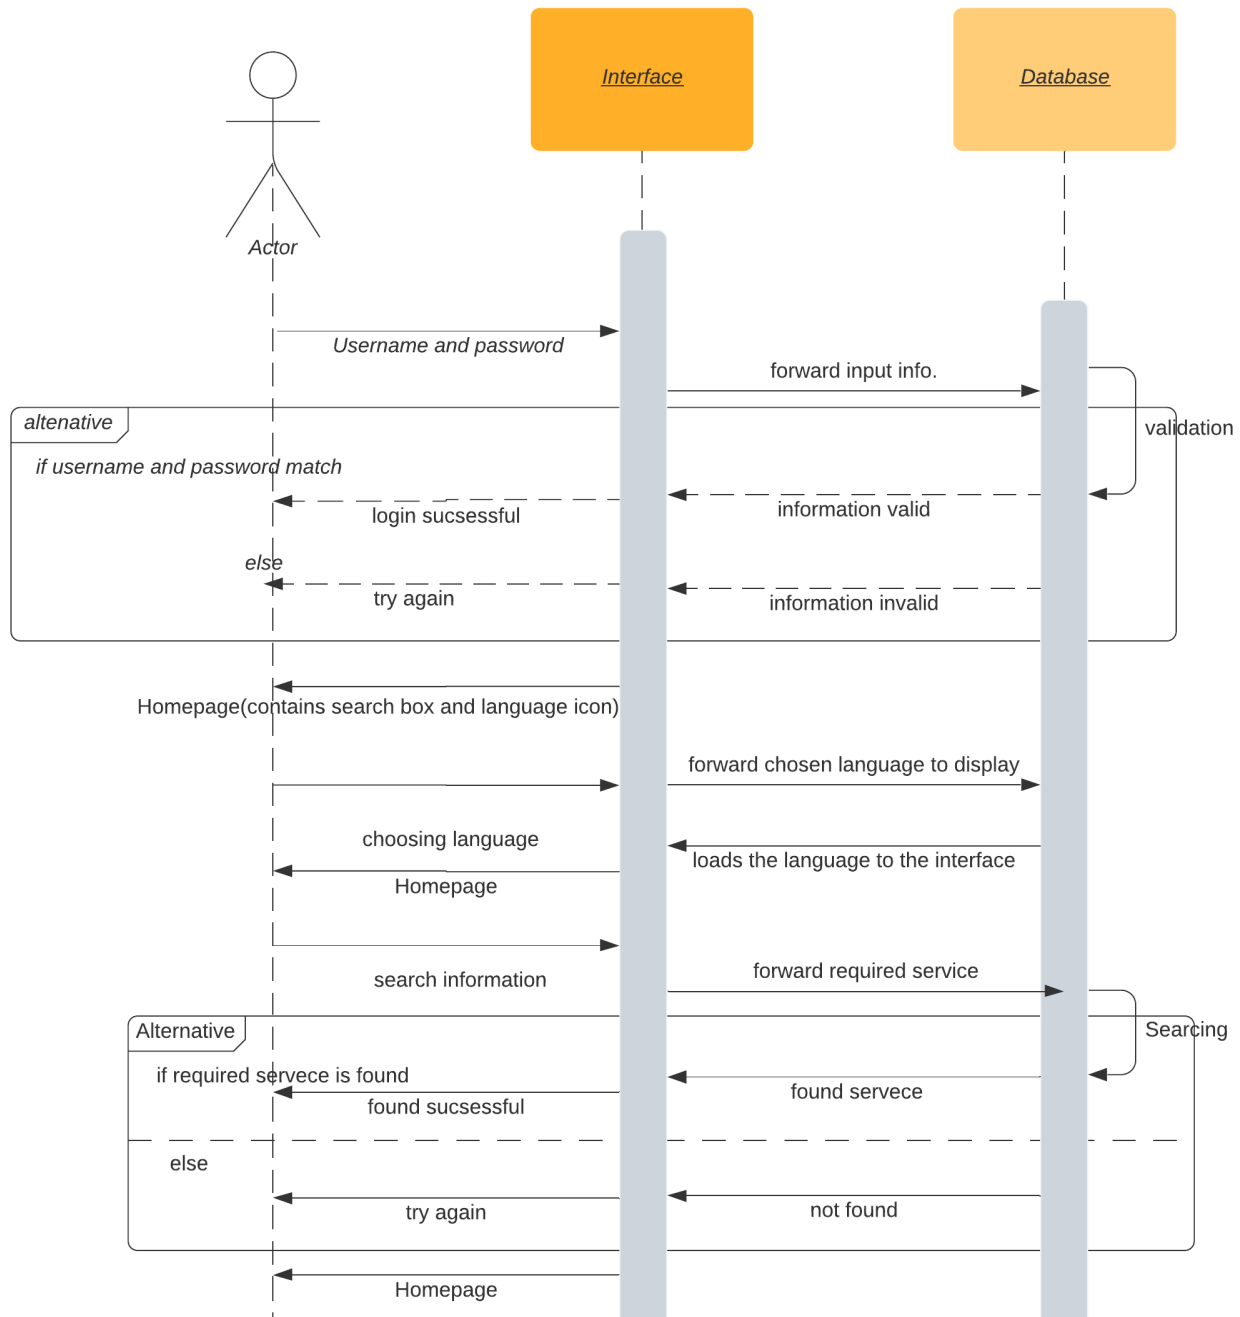 Interface
Database
Actor
Username and password
forward input info.
altenative
validation
if username and password match
login sucsessful
information valid
else
try again
information invalid
Homepage(contains search box and language icon)
forward chosen language to display
choosing language
loads the language to the interface
Homepage
search information
forward required service
Alternative
Searcing
if required servece is found
found servece
found sucsessful
else
try again
not found
Homepage